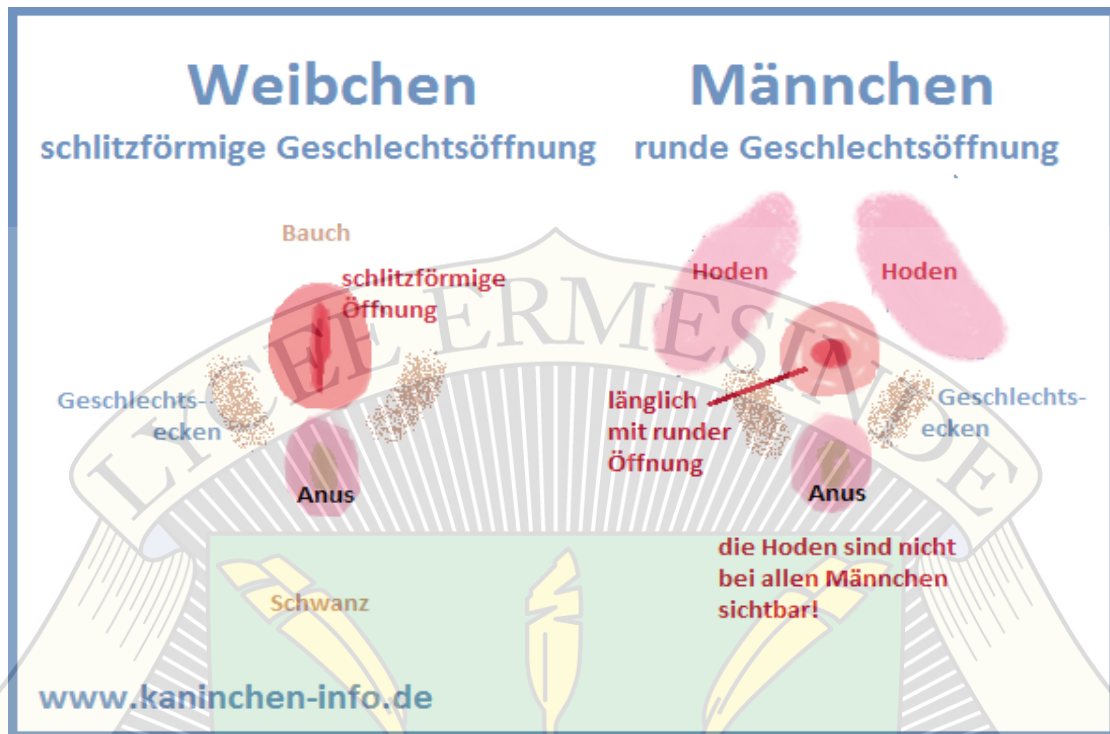 Weibchen
schlitzförmige Geschlechtsöffnung
Bauch
schlitzförmige
Öffnung
Geschlechts-
ecken
Anus
Schwanz
Männchen
runde Geschlechtsöffnung
Hoden
Hoden
länglich
mit runder
Öffnung
Geschlechts-
ecken
Anus
die Hoden sind nicht
bei allen Männchen
sichtbar!
www.kaninchen-info.de
LYCEE ERMESINDE